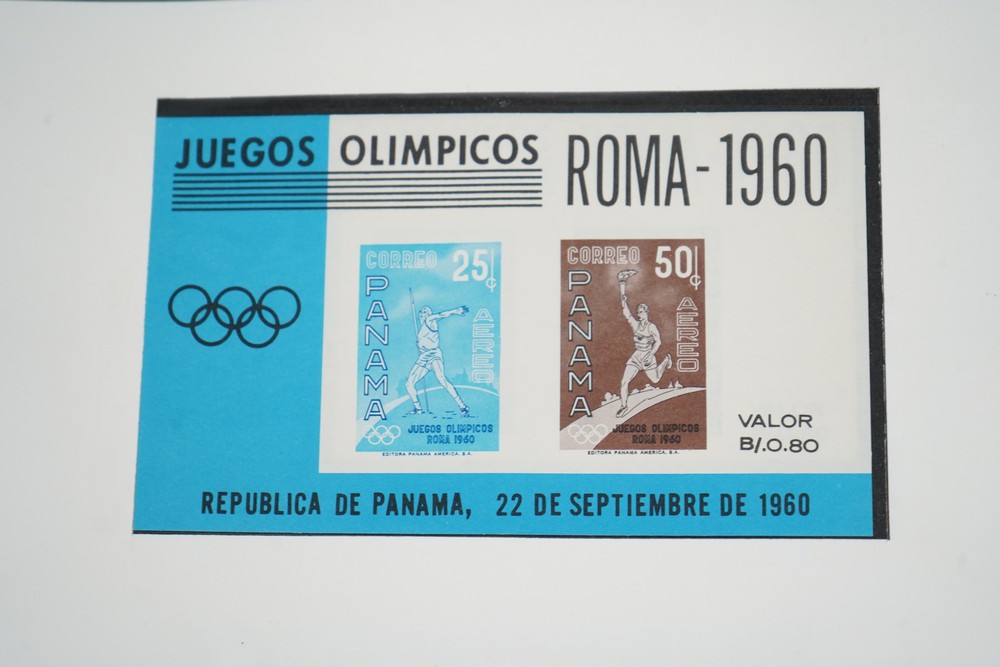 JUEGOS OLIMPICOS ROMA-1960
CORREO 25¢
PANAMA
AEREO
JUEGOS OLIMPICOS
ROMA 1960
EDITORA PANAMA AMERICA, S.A.
CORREO 50¢
PANAMA
AEREO
JUEGOS OLIMPICOS
ROMA 1960
EDITORA PANAMA AMERICA, S.A.
VALOR
B/.0.80
REPUBLICA DE PANAMA, 22 DE SEPTIEMBRE DE 1960